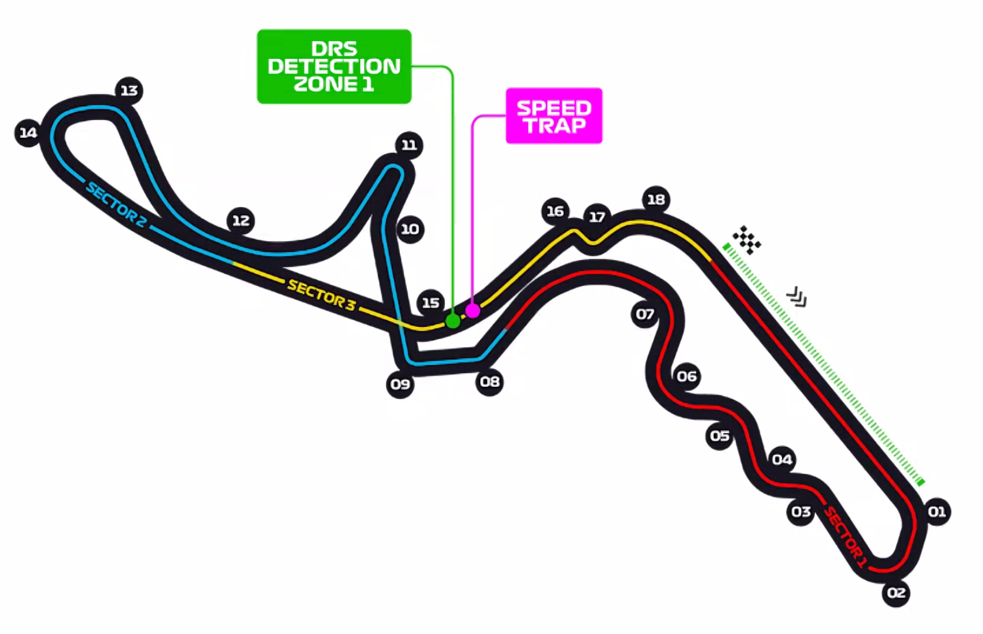 DRS
DETECTION
ZONE 1
SPEED
TRAP
13
14
11
SECTOR 2
12
10
16
17
18
SECTOR 3
15
07
09
08
06
05
04
03
01
SECTOR 1
02